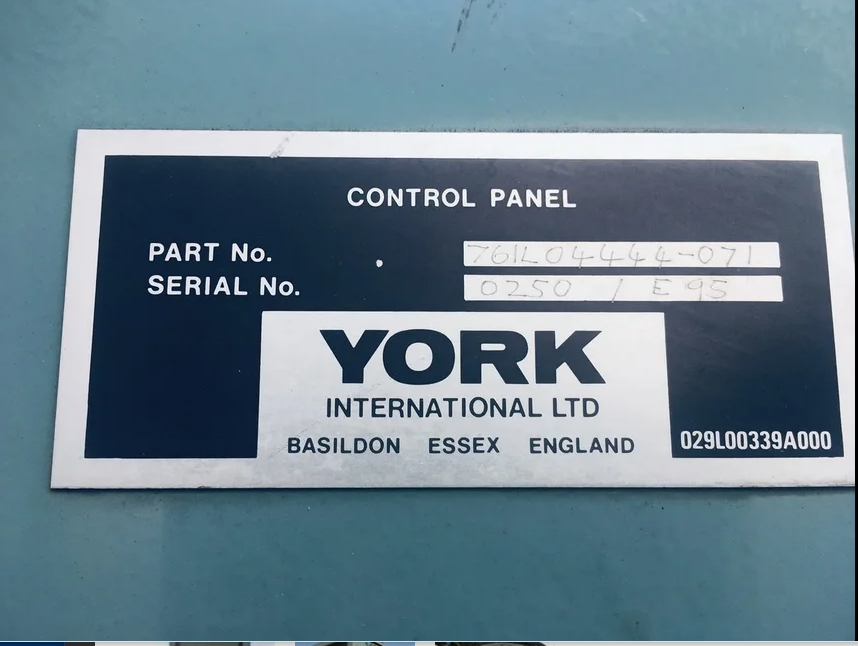 CONTROL PANEL
PART No. 761L04444-071
SERIAL No. 0250 / E95
YORK
INTERNATIONAL LTD
BASILDON ESSEX ENGLAND
029L00339A000